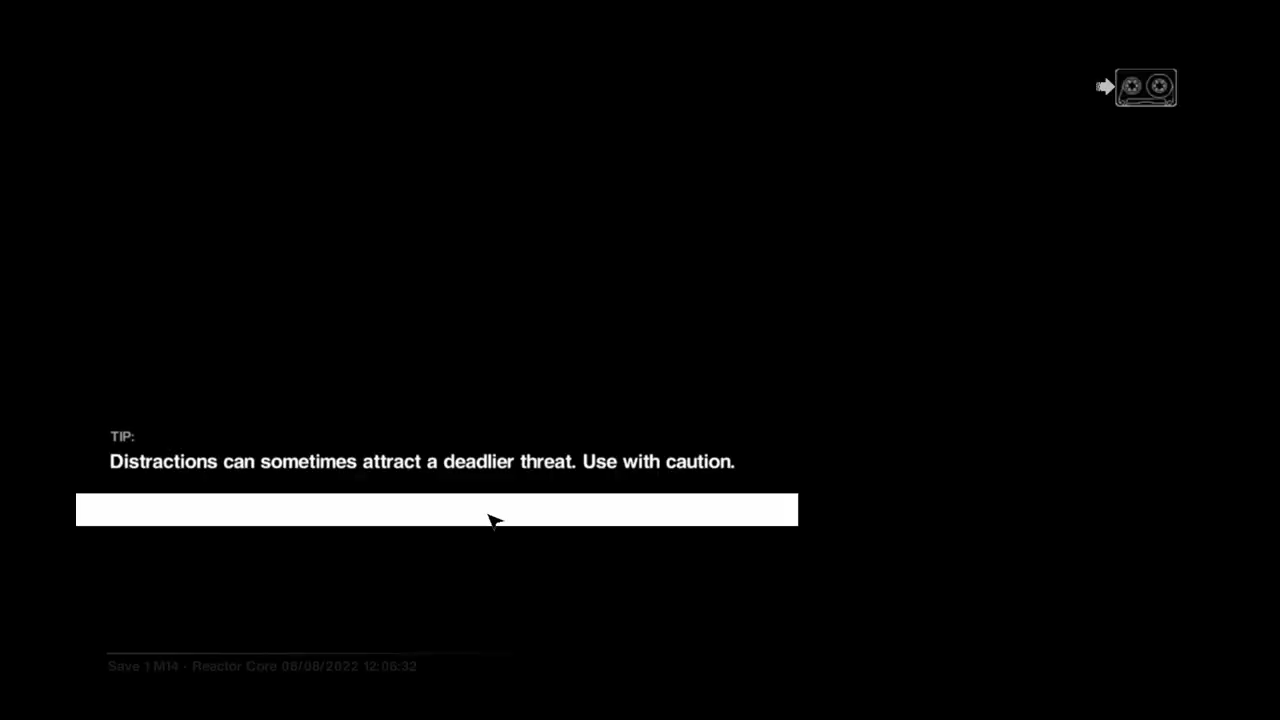 TIP:
Distractions can sometimes attract a deadlier threat. Use with caution.
Save 1 M14 - Reactor Core 08/08/2022 12:06:32